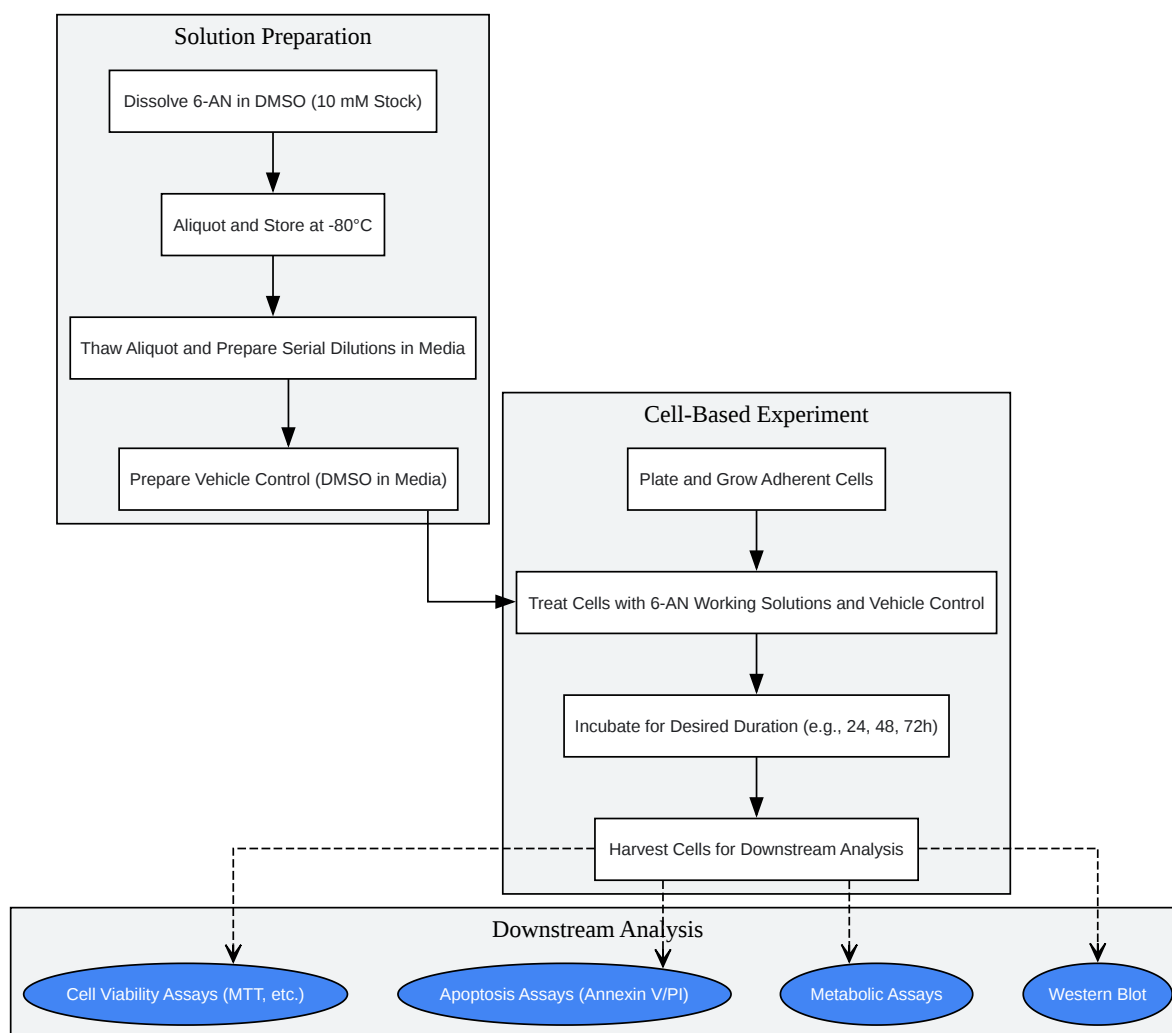 Solution Preparation
Dissolve 6-AN in DMSO (10 mM Stock)
Aliquot and Store at -80°C
Thaw Aliquot and Prepare Serial Dilutions in Media
Prepare Vehicle Control (DMSO in Media)
Cell-Based Experiment
Plate and Grow Adherent Cells
Treat Cells with 6-AN Working Solutions and Vehicle Control
Incubate for Desired Duration (e.g., 24, 48, 72h)
Harvest Cells for Downstream Analysis
Downstream Analysis
Cell Viability Assays (MTT, etc.)
Apoptosis Assays (Annexin V/PI)
Metabolic Assays
Western Blot